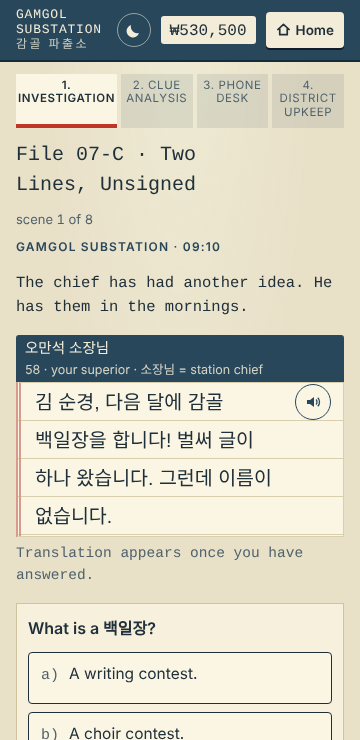 GAMGOL
SUBSTATION
감골 파출소
₩530,500
Home
1.
INVESTIGATION
2. CLUE
ANALYSIS
3. PHONE
DESK
4.
DISTRICT
UPKEEP
File 07-C · Two
Lines, Unsigned
scene 1 of 8
GAMGOL SUBSTATION · 09:10
The chief has had another idea. He
has them in the mornings.
오만석 소장님
58 · your superior · 소장님 = station chief
김 순경, 다음 달에 감골
백일장을 합니다! 벌써 글이
하나 왔습니다. 그런데 이름이
없습니다.
Translation appears once you have
answered.
What is a 백일장?
a) A writing contest.
b) A choir contest.